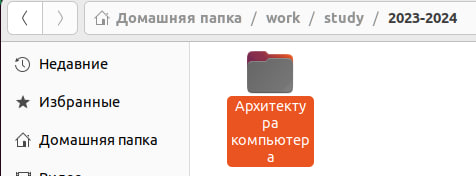 Домашняя папка / work / study / 2023-2024
Недавние
Избранные
Домашняя папка
Архитекту
ра
компьютер
а